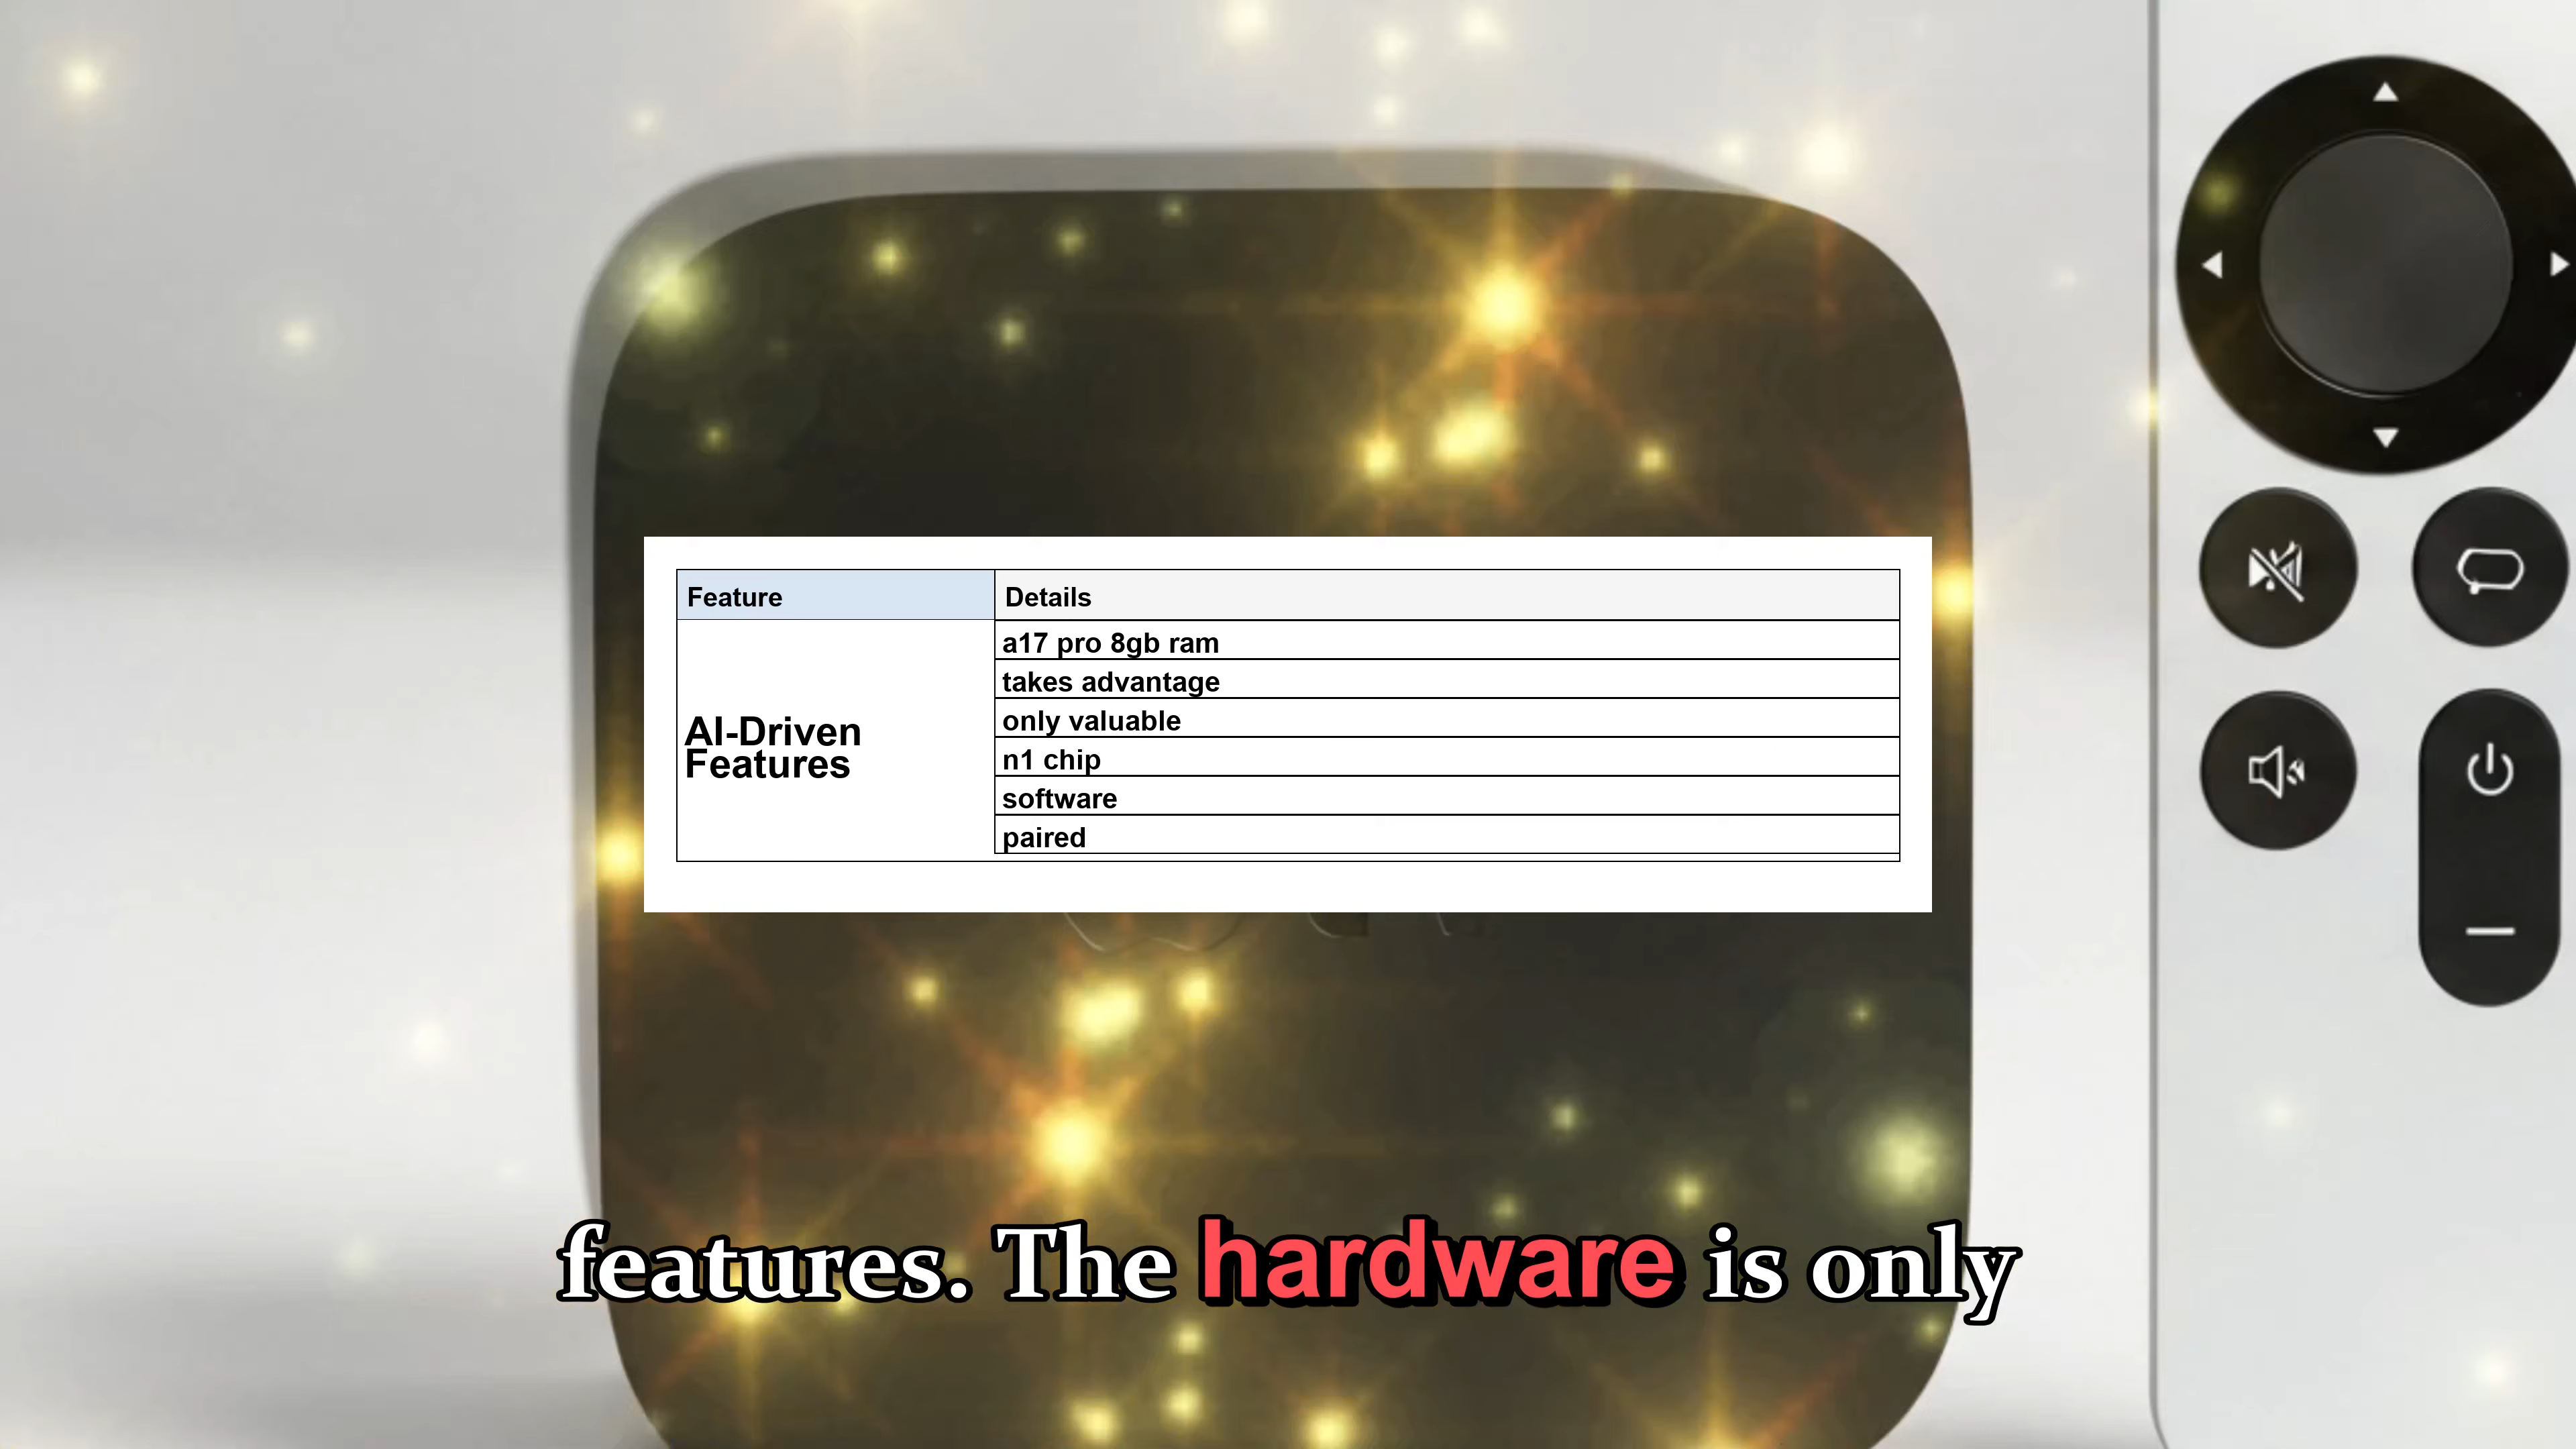 Feature
Details
AI-Driven
Features
a17 pro 8gb ram
takes advantage
only valuable
n1 chip
software
paired
features. The hardware is only